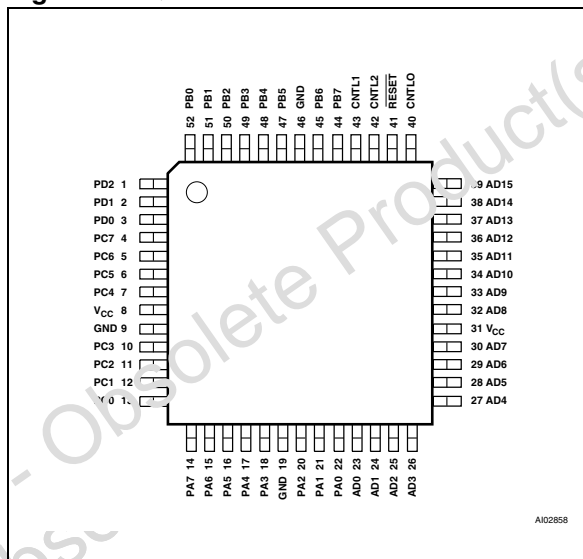 52 PB0
51 PB1
50 PB2
49 PB3
48 PB4
47 PB5
46 GND
45 PB6
44 PB7
43 CNTL1
42 CNTL2
41 RESET
40 CNTLO
PD2 1
PD1 2
PD0 3
PC7 4
PC6 5
PC5 6
PC4 7
VCC 8
GND 9
PC3 10
PC2 11
PC1 12
PC0 13
39 AD15
38 AD14
37 AD13
36 AD12
35 AD11
34 AD10
33 AD9
32 AD8
31 VCC
30 AD7
29 AD6
28 AD5
27 AD4
PA7 14
PA6 15
PA5 16
PA4 17
PA3 18
GND 19
PA2 20
PA1 21
PA0 22
AD0 23
AD1 24
AD2 25
AD3 26
AI02858
- Obsolete Product(s